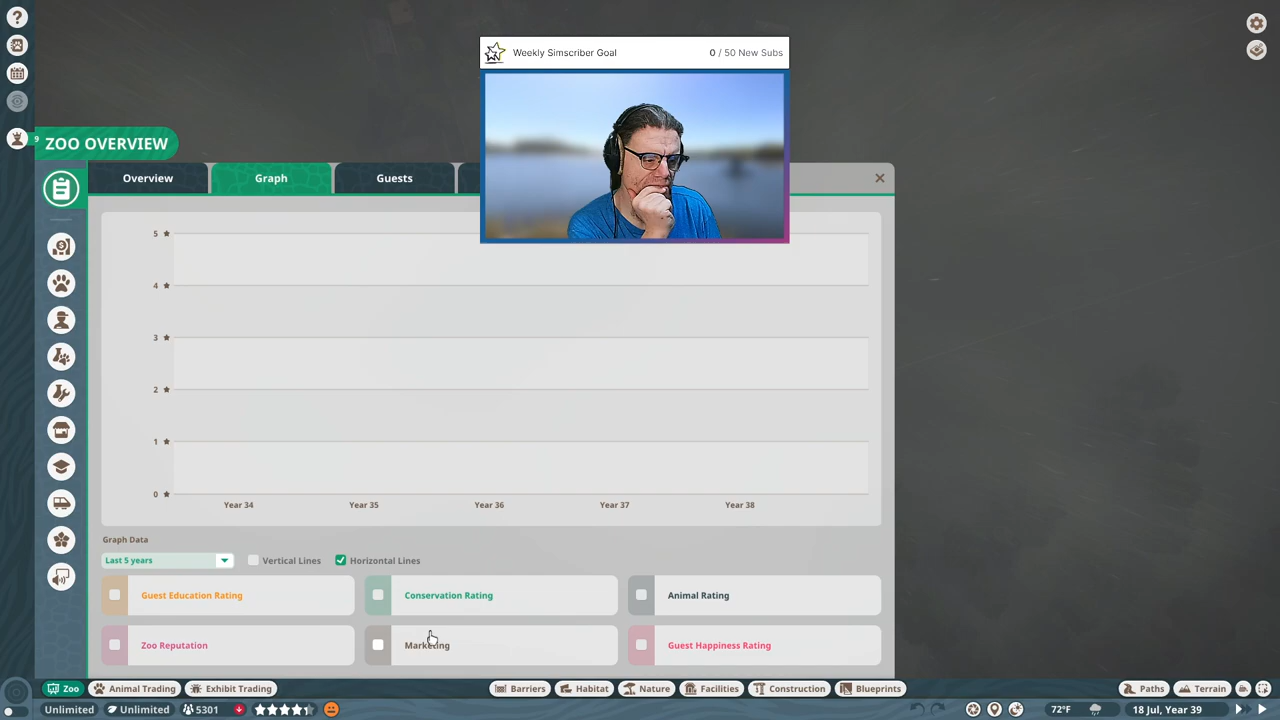 Weekly Simscriber Goal 0 / 50 New Subs
9
ZOO OVERVIEW
Overview Graph Guests
5
4
3
2
1
0
Year 34 Year 35 Year 36 Year 37 Year 38
Graph Data
Last 5 years Vertical Lines Horizontal Lines
Guest Education Rating Conservation Rating Animal Rating
Zoo Reputation Marketing Guest Happiness Rating
Zoo Animal Trading Exhibit Trading Barriers Habitat Nature Facilities Construction Blueprints Paths Terrain
Unlimited Unlimited 5301 72°F 18 Jul, Year 39